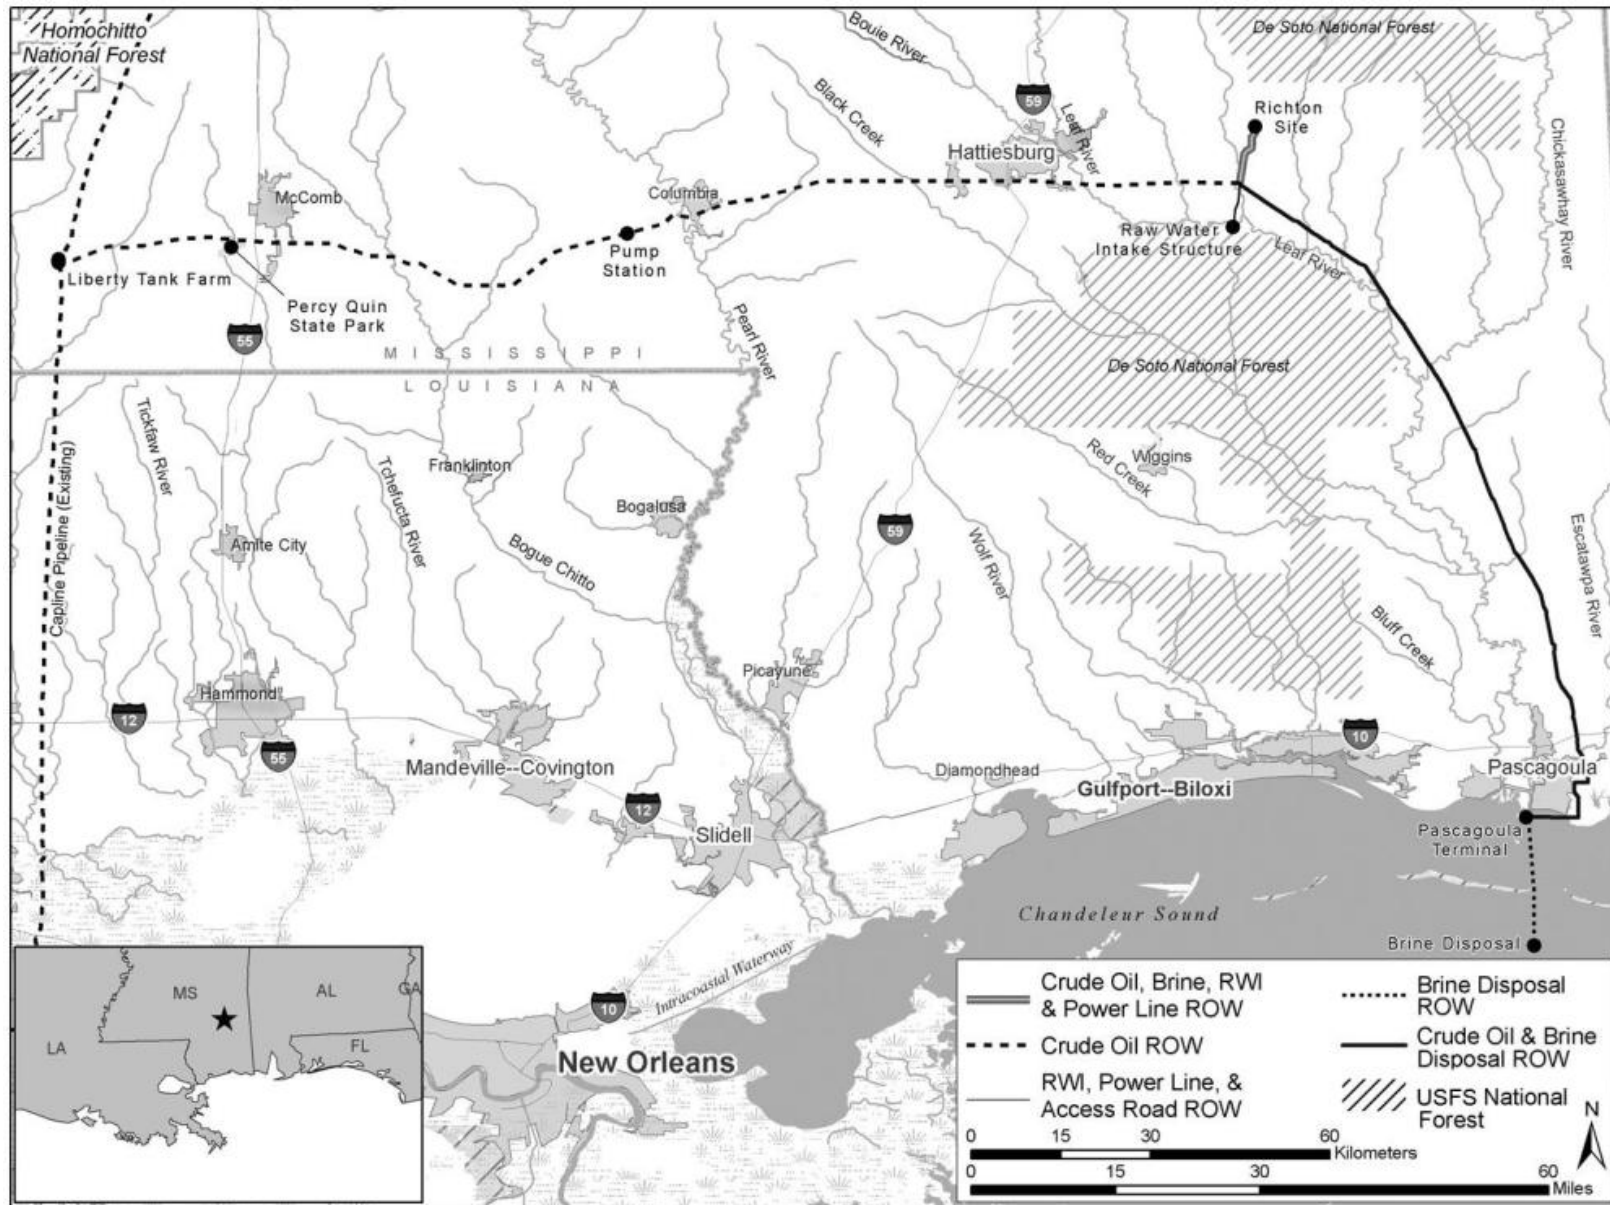 Homochitto
National Forest
Bouie River
De Soto National Forest
59
Black Creek
Leaf River
Richton
Site
Chickasawhay River
Hattiesburg
McComb
Columbia
Liberty Tank Farm
Pump
Station
Raw Water
Intake Structure
Leaf River
Percy Quin
State Park
55
Pearl River
MISSISSIPPI
LOUISIANA
De Soto National Forest
Tickfaw River
Capline Pipeline (Existing)
Tchefucta River
Franklinton
Red Creek
Wiggins
Bogalusa
59
Amite City
Bogue Chitto
Wolf River
Escatawpa River
Bluff Creek
Picayune
Hammond
12
55
10
Mandeville--Covington
Diamondhead
Gulfport--Biloxi
Pascagoula
12
Slidell
Pascagoula
Terminal
Chandeleur Sound
Brine Disposal
Intracoastal Waterway
10
New Orleans
MS
AL
GA
LA
FL
Crude Oil, Brine, RWI
& Power Line ROW
Crude Oil ROW
RWI, Power Line, &
Access Road ROW
Brine Disposal
ROW
Crude Oil & Brine
Disposal ROW
USFS National
Forest
N
0 15 30 60
Kilometers
0 15 30 60
Miles